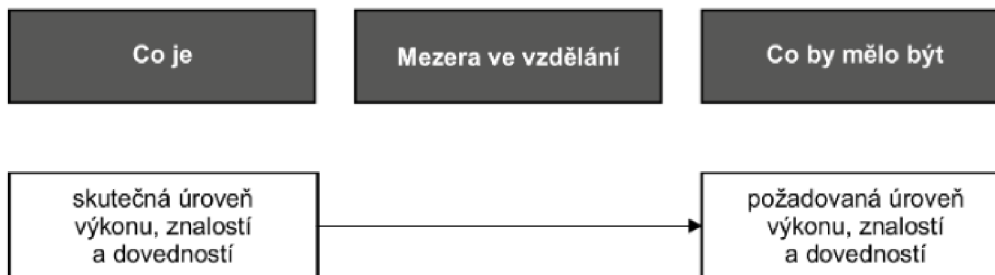 Co je
Mezera ve vzdělání
Co by mělo být
skutečná úroveň
výkonu, znalostí
a dovedností
požadovaná úroveň
výkonu, znalostí
a dovedností